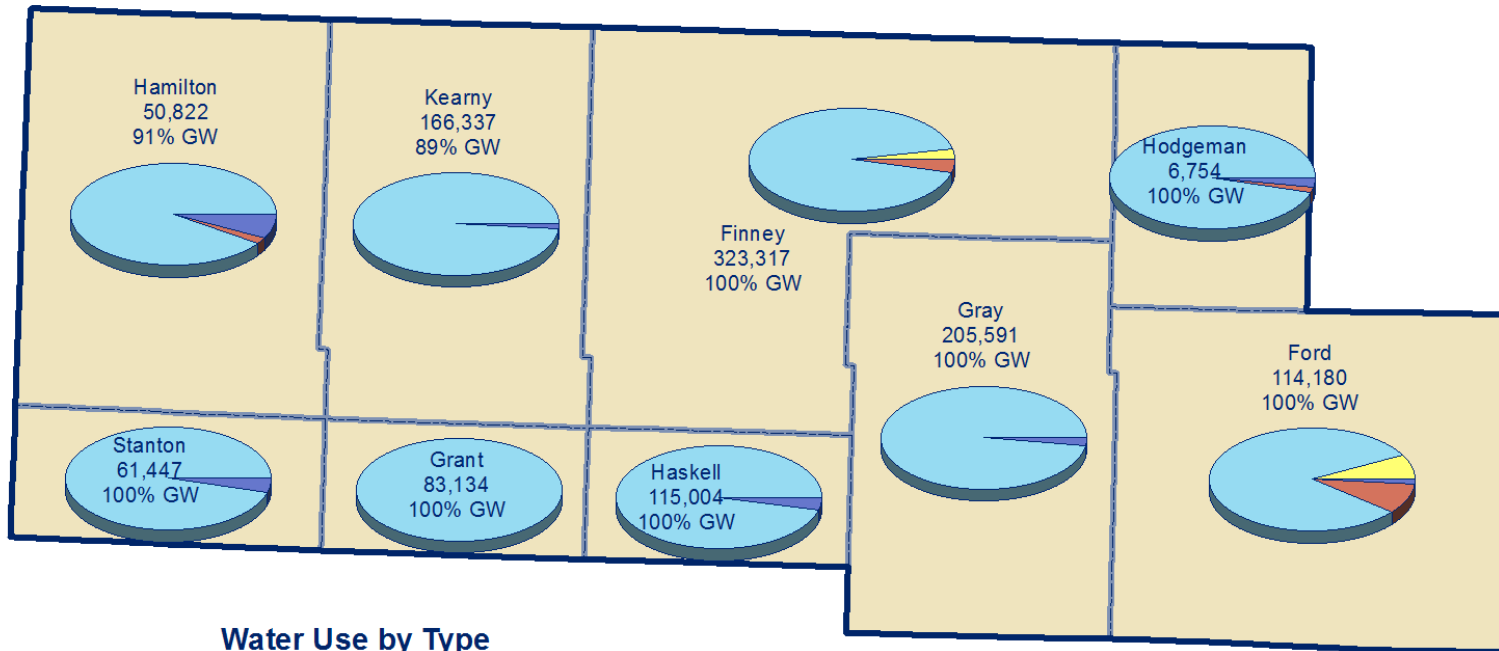 Hamilton
50,822
91% GW
Kearny
166,337
89% GW
Finney
323,317
100% GW
Hodgeman
6,754
100% GW
Gray
205,591
100% GW
Ford
114,180
100% GW
Stanton
61,447
100% GW
Grant
83,134
100% GW
Haskell
115,004
100% GW
Water Use by Type